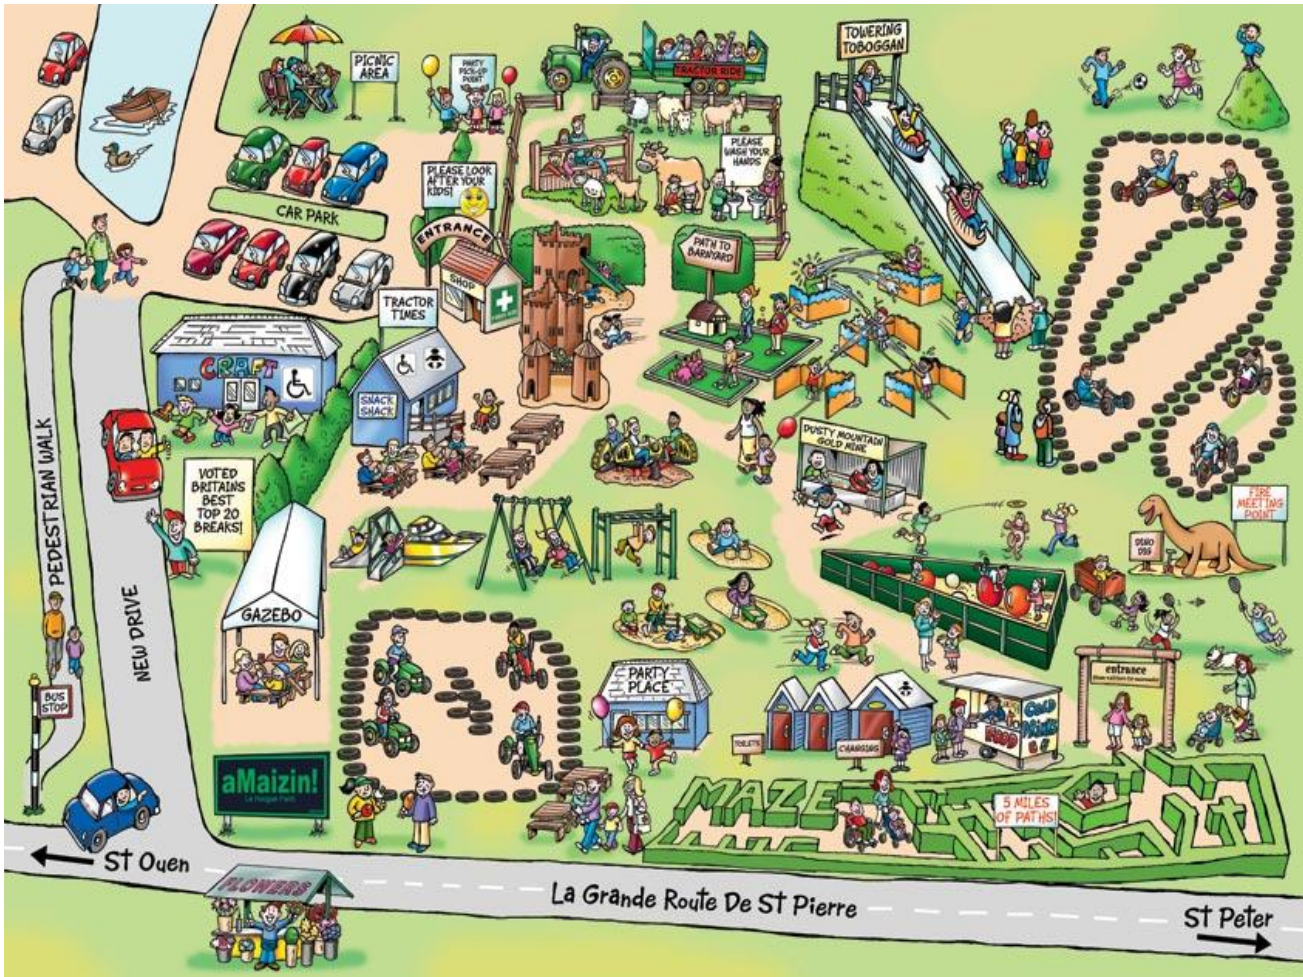 TOWERING
TOBOGGAN
PICNIC
AREA
PARTY
PICK-UP
POINT
TRACTOR RIDE
PLEASE
WASH YOUR
HANDS
PLEASE LOOK
AFTER YOUR
KIDS!
CAR PARK
ENTRANCE
SHOP
PATH TO
BARNYARD
TRACTOR
TIMES
CRAFT
SNACK
SHACK
DUSTY MOUNTAIN
GOLD MINE
VOTED
BRITAINS
BEST
TOP 20
BREAKS!
PEDESTRIAN WALK
NEW DRIVE
FIRE
MEETING
POINT
DINO
DIG
GAZEBO
entrance
PARTY
PLACE
BUS
STOP
TOILETS
CHANGING
FOOD
COLD
DRINKS
aMaizin!
MAZE
5 MILES
OF PATHS!
St Ouen
FLOWERS
La Grande Route De St Pierre
St Peter